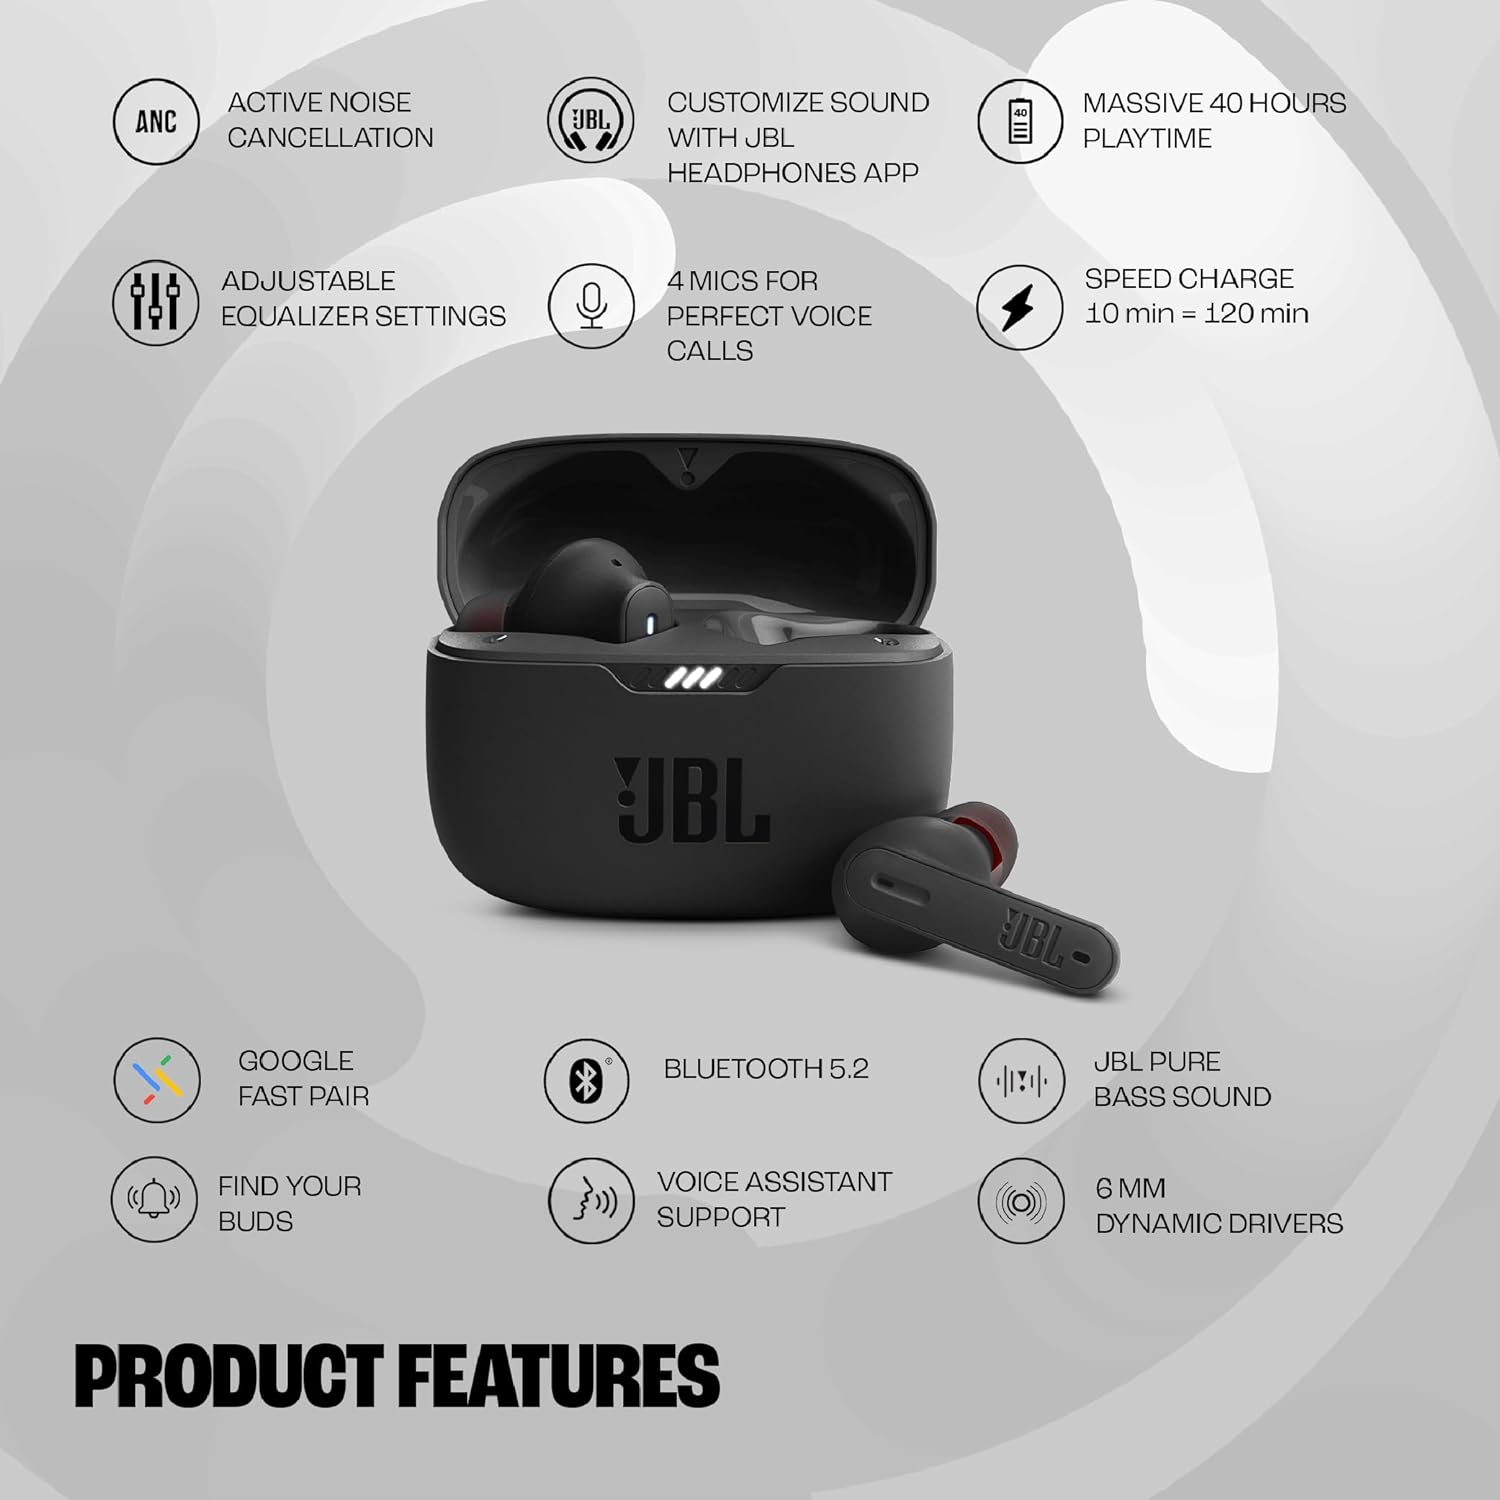 ANC
ACTIVE NOISE
CANCELLATION
JBL
CUSTOMIZE SOUND
WITH JBL
HEADPHONES APP
40
MASSIVE 40 HOURS
PLAYTIME
ADJUSTABLE
EQUALIZER SETTINGS
4 MICS FOR
PERFECT VOICE
CALLS
SPEED CHARGE
10 min = 120 min
JBL
JBL
GOOGLE
FAST PAIR
BLUETOOTH 5.2
JBL PURE
BASS SOUND
FIND YOUR
BUDS
VOICE ASSISTANT
SUPPORT
6 MM
DYNAMIC DRIVERS
PRODUCT FEATURES